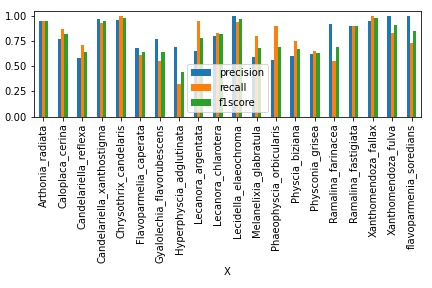 1.00
0.75
0.50
0.25
0.00
precision
recall
f1score
Arthonia_radiata
Caloplaca_cerina
Candelariella_reflexa
Candelariella_xanthostigma
Chrysothrix_candelaris
Flavoparmelia_caperata
Gyalolechia_flavorubescens
Hyperphyscia_adglutinata
Lecanora_argentata
Lecanora_chlarotera
Lecidella_elaeochroma
Melanelixia_glabratula
Phaeophyscia_orbicularis
Physcia_biziana
Physconia_grisea
Ramalina_farinacea
Ramalina_fastigiata
Xanthomendoza_fallax
Xanthomendoza_fulva
flavoparmenia_soredians
X